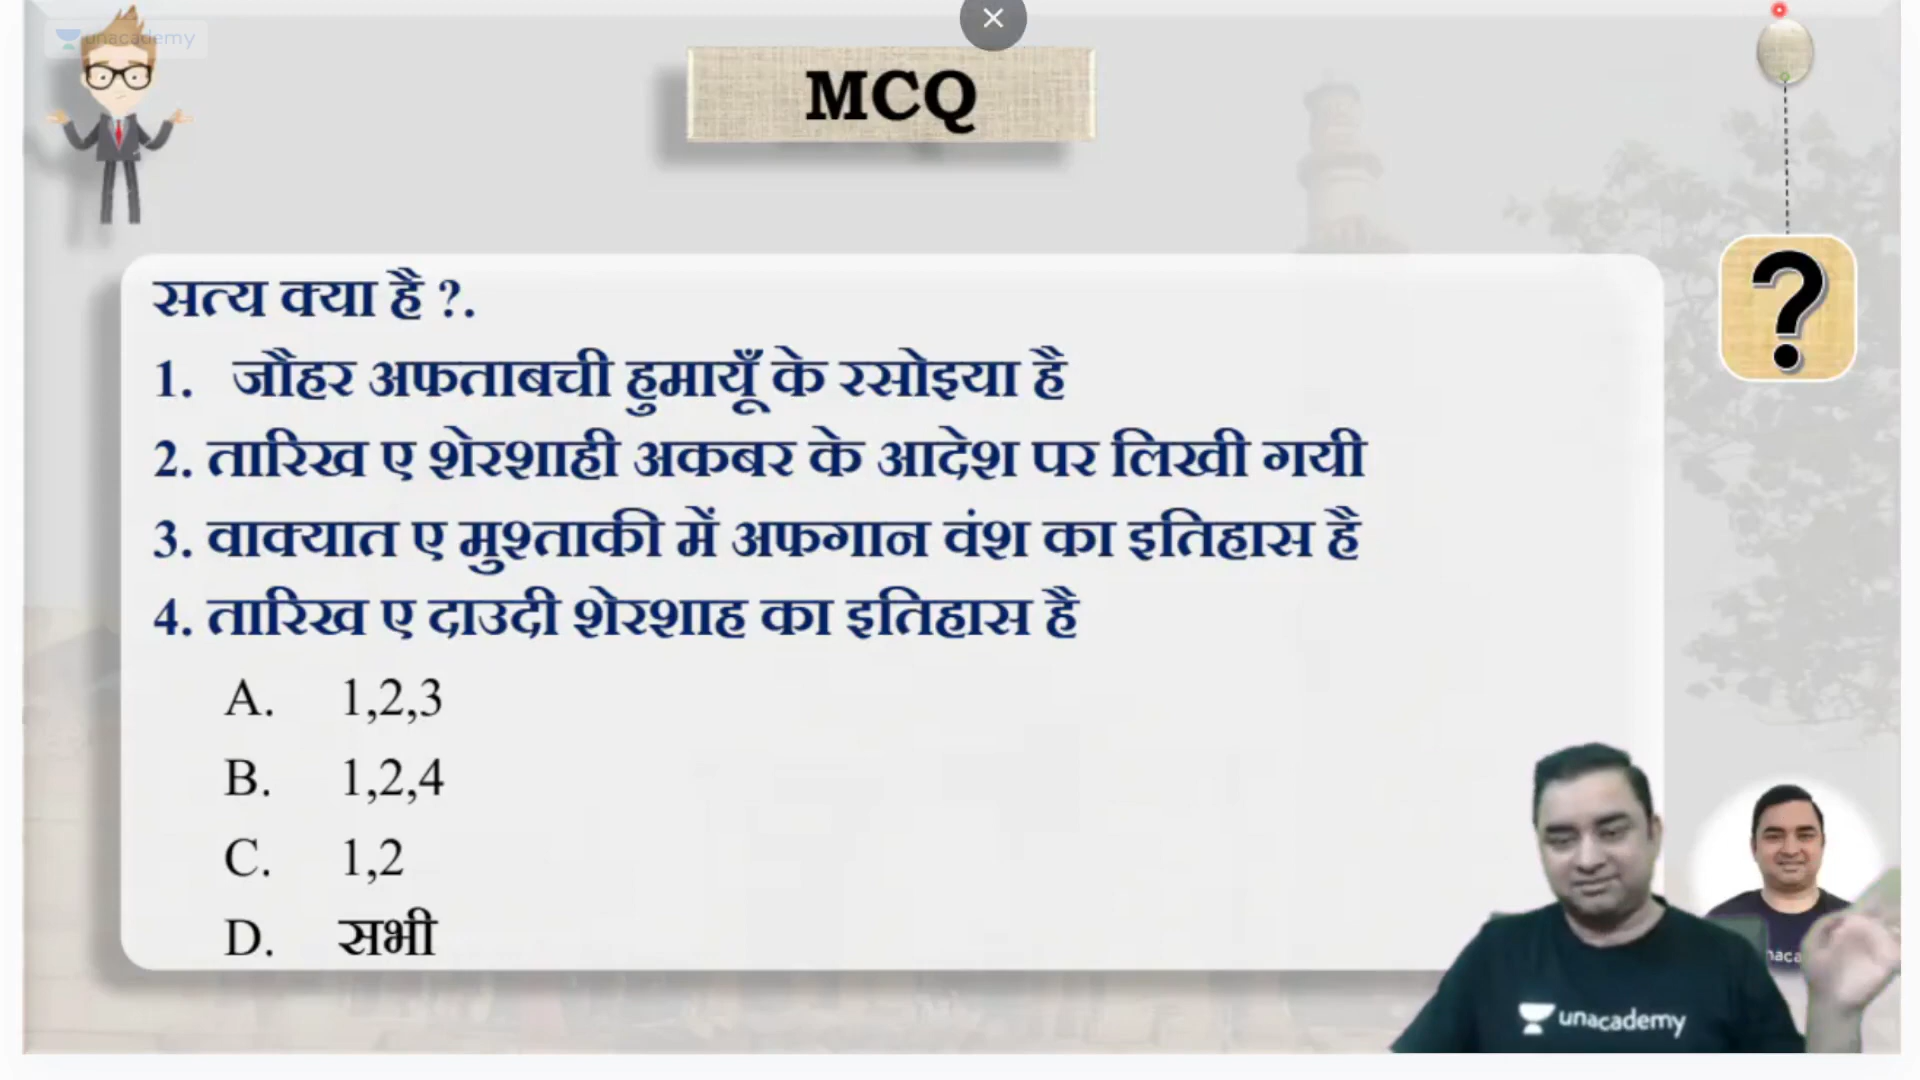 unacademy
MCQ
?
सत्य क्या है ?.
1. जौहर अफताबची हुमायूँ के रसोइया है
2. तारिख ए शेरशाही अकबर के आदेश पर लिखी गयी
3. वाक्यात ए मुश्ताकी में अफगान वंश का इतिहास है
4. तारिख ए दाउदी शेरशाह का इतिहास है
A. 1,2,3
B. 1,2,4
C. 1,2
D. सभी
unacademy